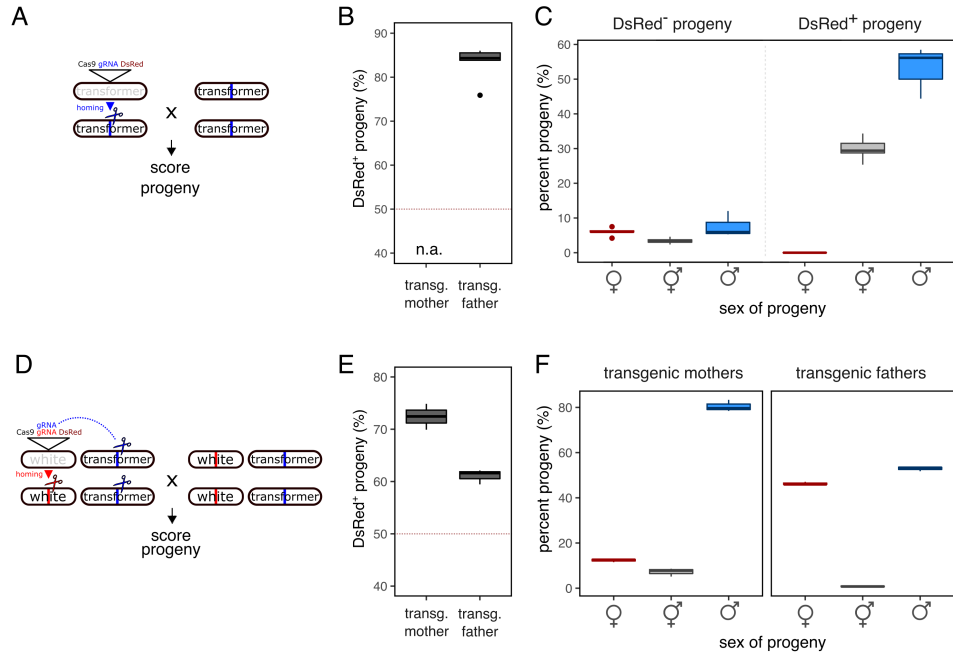 A
Cas9 gRNA DsRed
transformer
homing
transformer
X
transformer
transformer
score
progeny
B
DsRed+ progeny (%)
90
80
70
60
50
40
n.a.
transg.
mother
transg.
father
C
DsRed- progeny
DsRed+ progeny
percent progeny (%)
60
50
40
30
20
10
0
♀ ⚥ ♂ ♀ ⚥ ♂
sex of progeny
D
gRNA
Cas9 gRNA DsRed
white
transformer
homing
white
transformer
X
white
transformer
white
transformer
score
progeny
E
DsRed+ progeny (%)
80
70
60
50
40
transg.
mother
transg.
father
F
transgenic mothers
transgenic fathers
percent progeny (%)
80
60
40
20
0
♀ ⚥ ♂ ♀ ⚥ ♂
sex of progeny